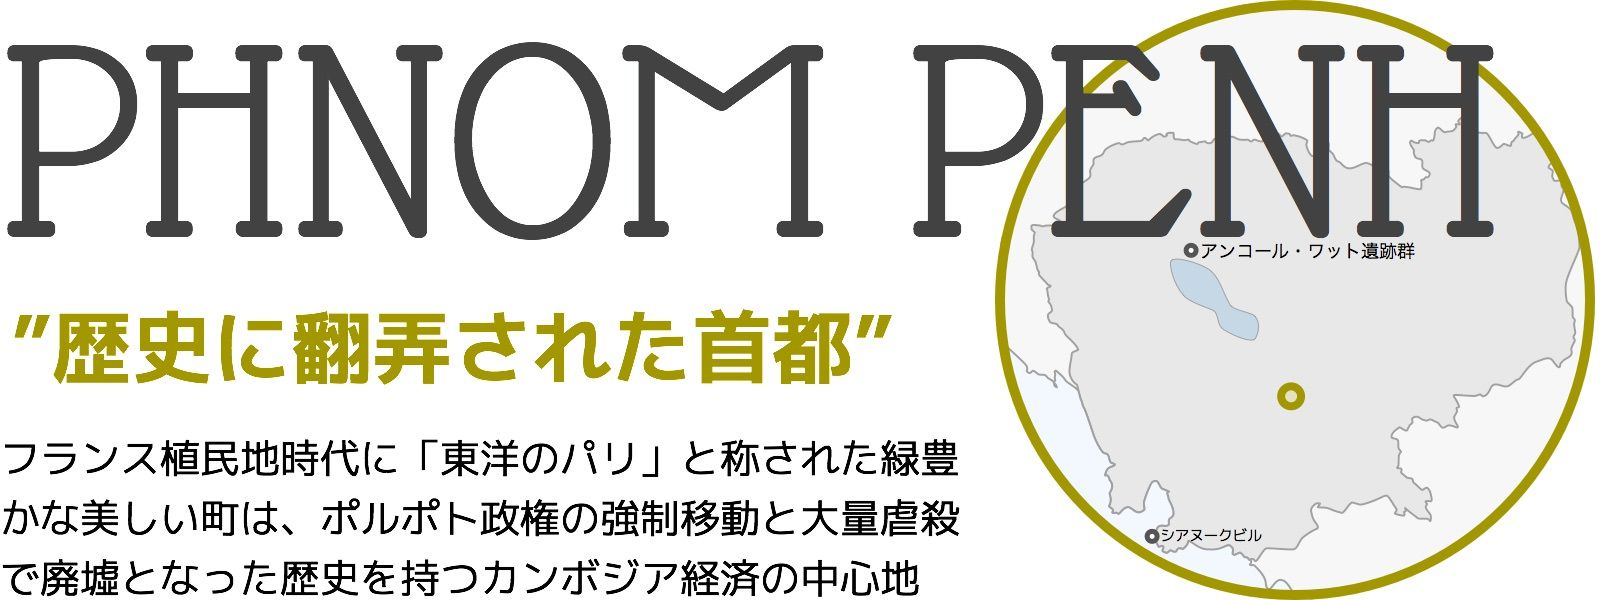 PHNOM PENH
アンコール・ワット遺跡群
”歴史に翻弄された首都”
フランス植民地時代に「東洋のパリ」と称された緑豊
かな美しい町は、ポルポト政権の強制移動と大量虐殺
で廃墟となった歴史を持つカンボジア経済の中心地
シアヌークビル